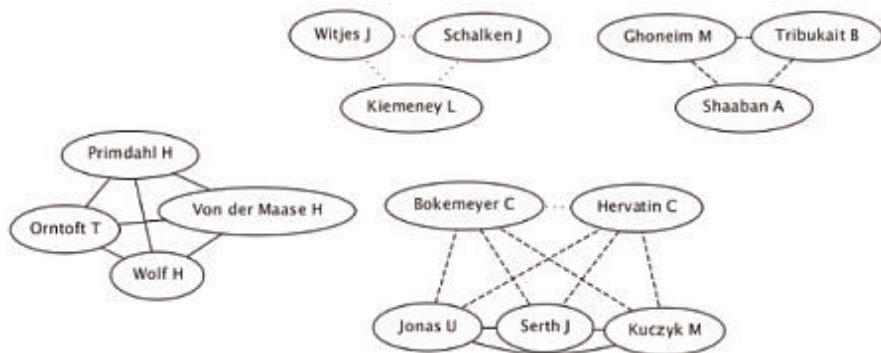 Witjes J
Schalken J
Kiemeney L
Ghoneim M
Tribukait B
Shaaban A
Primdahl H
Von der Maase H
Orntoft T
Wolf H
Bokemeyer C
Hervatin C
Jonas U
Serth J
Kuczyk M